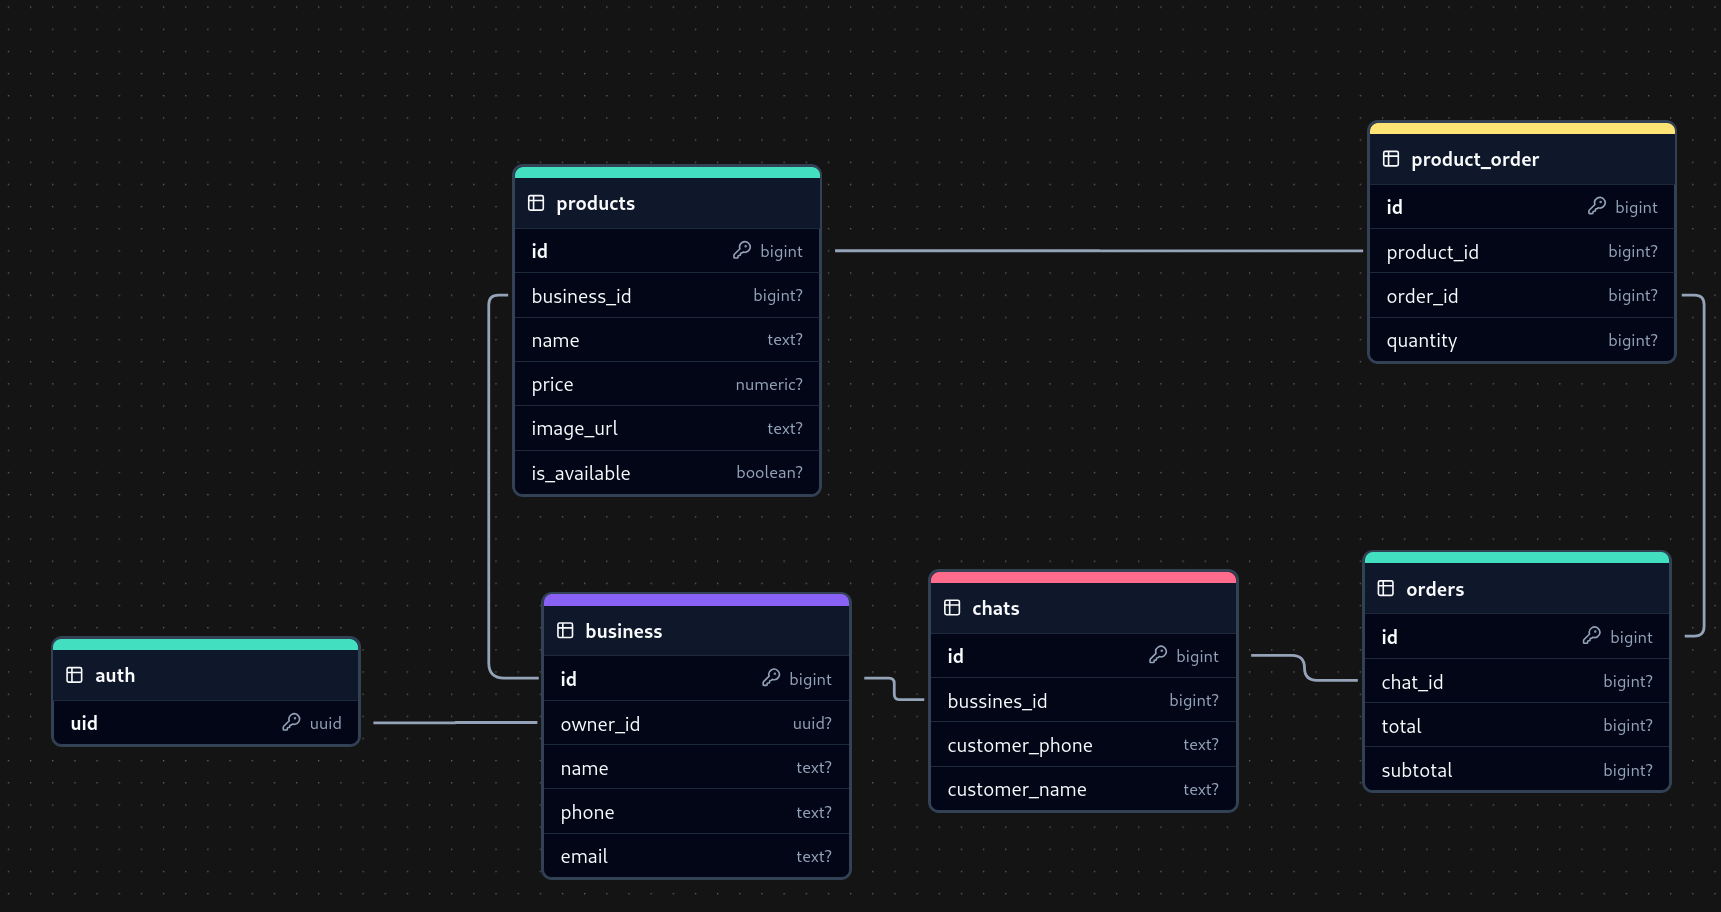 product_order
id bigint
product_id bigint?
order_id bigint?
quantity bigint?
products
id bigint
business_id bigint?
name text?
price numeric?
image_url text?
is_available boolean?
orders
id bigint
chat_id bigint?
total bigint?
subtotal bigint?
chats
id bigint
bussines_id bigint?
customer_phone text?
customer_name text?
business
id bigint
owner_id uuid?
name text?
phone text?
email text?
auth
uid uuid